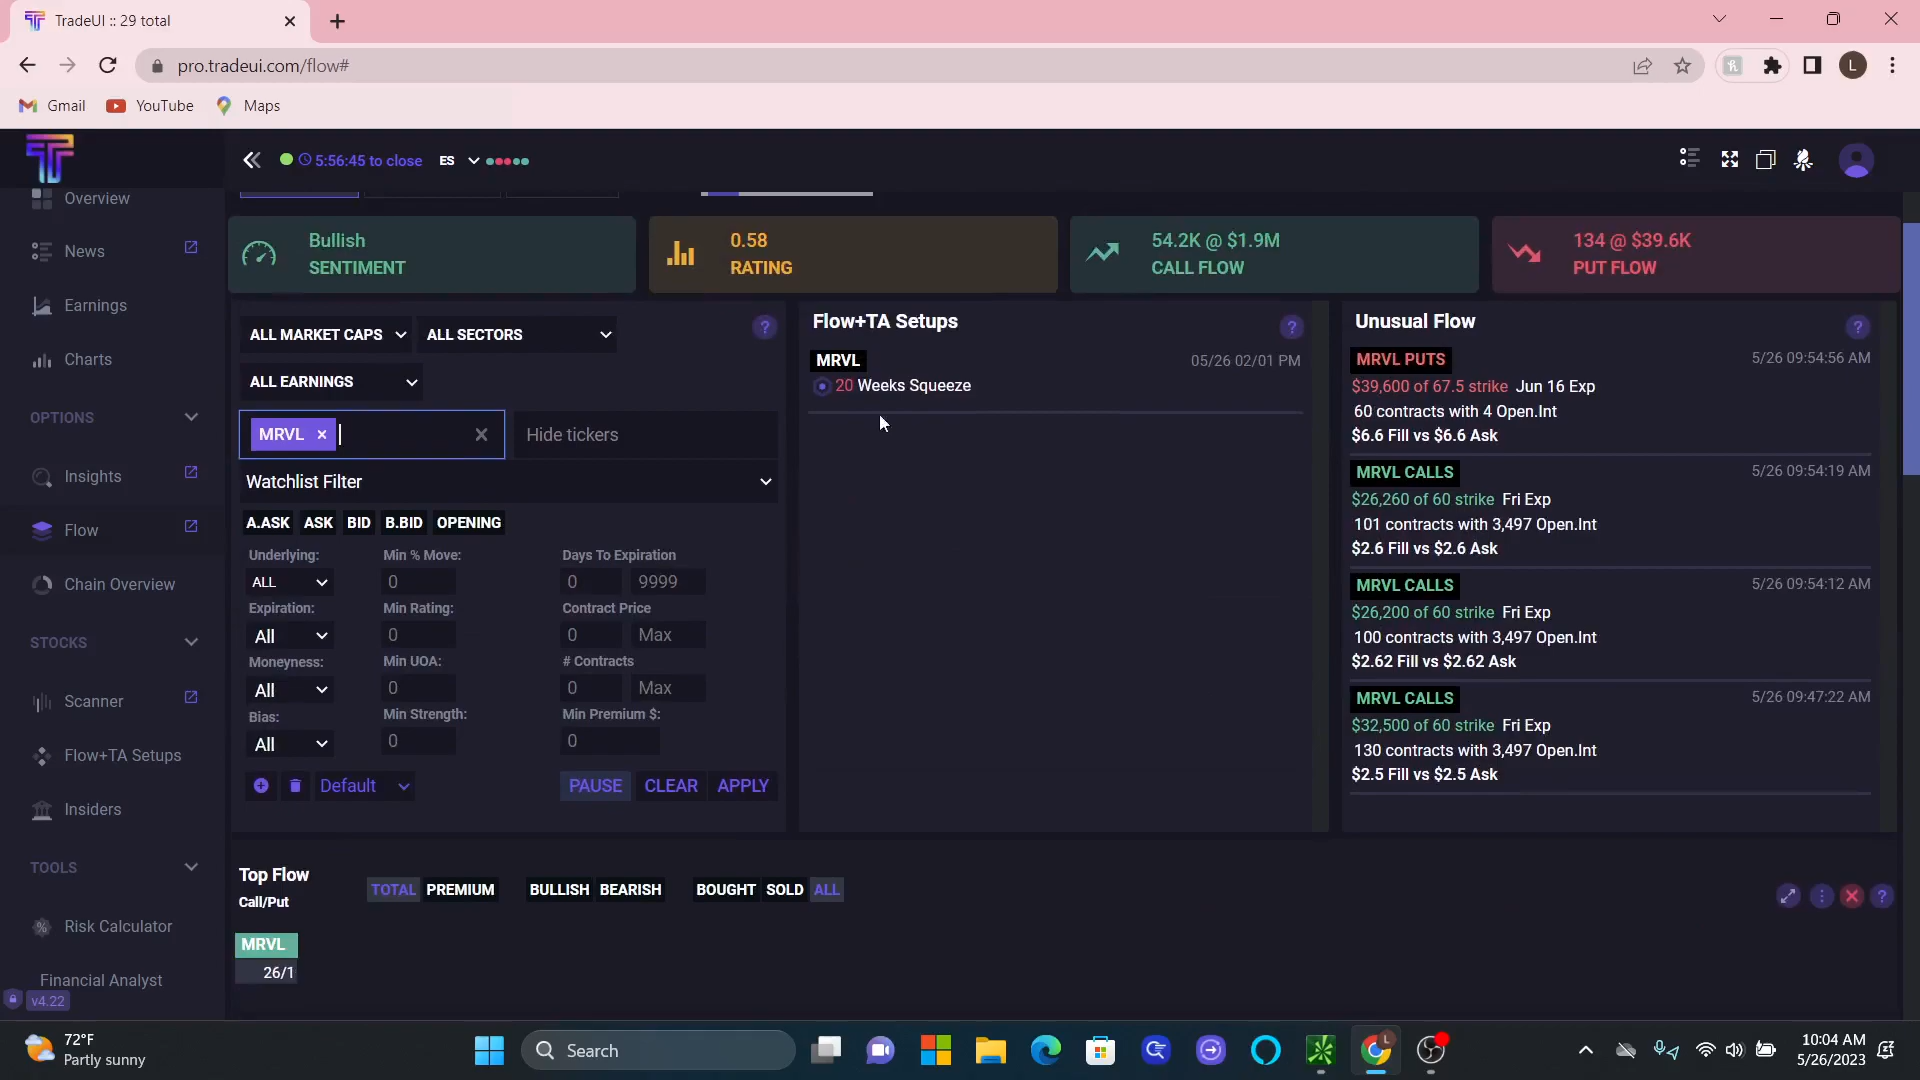 TradeUI :: 29 total
pro.tradeui.com/flow#
L
Gmail
YouTube
Maps
5:56:45 to close
ES
Overview
News
Earnings
Charts
OPTIONS
Insights
Flow
Chain Overview
STOCKS
Scanner
Flow+TA Setups
Insiders
TOOLS
Risk Calculator
Financial Analyst
v4.22
Bullish
SENTIMENT
0.58
RATING
54.2K @ $1.9M
CALL FLOW
134 @ $39.6K
PUT FLOW
ALL MARKET CAPS
ALL SECTORS
?
ALL EARNINGS
MRVL ×
Hide tickers
Watchlist Filter
A.ASK ASK BID B.BID OPENING
Underlying: Min % Move: Days To Expiration
ALL 0 0 9999
Expiration: Min Rating: Contract Price
All 0 0 Max
Moneyness: Min UOA: # Contracts
All 0 0 Max
Bias: Min Strength: Min Premium $:
All 0 0
Default
PAUSE CLEAR APPLY
Flow+TA Setups
?
MRVL 05/26 02/01 PM
20 Weeks Squeeze
Unusual Flow
?
MRVL PUTS 5/26 09:54:56 AM
$39,600 of 67.5 strike Jun 16 Exp
60 contracts with 4 Open.Int
$6.6 Fill vs $6.6 Ask
MRVL CALLS 5/26 09:54:19 AM
$26,260 of 60 strike Fri Exp
101 contracts with 3,497 Open.Int
$2.6 Fill vs $2.6 Ask
MRVL CALLS 5/26 09:54:12 AM
$26,200 of 60 strike Fri Exp
100 contracts with 3,497 Open.Int
$2.62 Fill vs $2.62 Ask
MRVL CALLS 5/26 09:47:22 AM
$32,500 of 60 strike Fri Exp
130 contracts with 3,497 Open.Int
$2.5 Fill vs $2.5 Ask
Top Flow
Call/Put
TOTAL PREMIUM BULLISH BEARISH BOUGHT SOLD ALL
?
MRVL
26/1
72°F
Partly sunny
Search
L
10:04 AM
5/26/2023